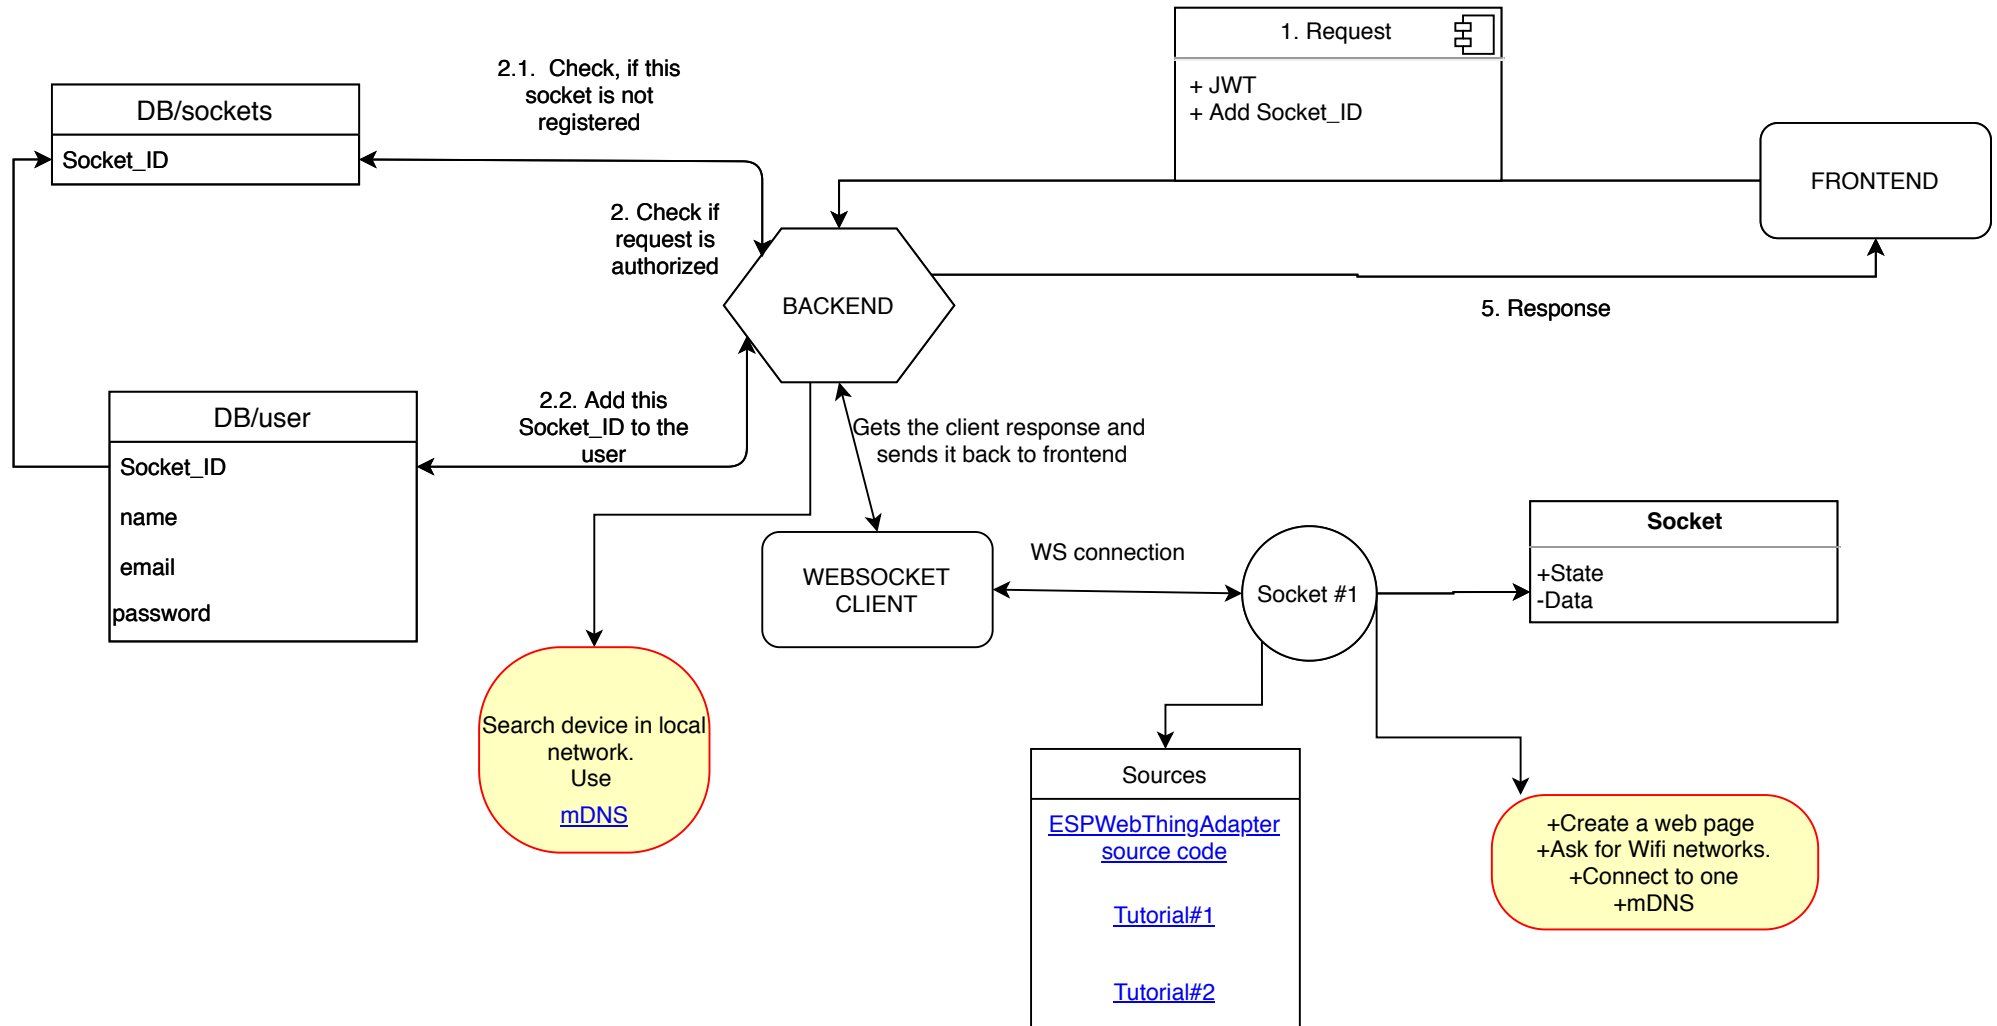 1. Request
+ JWT
+ Add Socket_ID
2.1.  Check, if this
socket is not
registered
DB/sockets
Socket_ID
FRONTEND
2. Check if
request is
authorized
BACKEND
5. Response
2.2. Add this
Socket_ID to the
user
DB/user
Socket_ID
name
email
password
Gets the client response and
sends it back to frontend
WEBSOCKET
CLIENT
WS connection
Socket #1
Socket
+State
-Data
Search device in local
network.
Use
mDNS
Sources
ESPWebThingAdapter
source code
Tutorial#1
Tutorial#2
+Create a web page
+Ask for Wifi networks.
+Connect to one
+mDNS